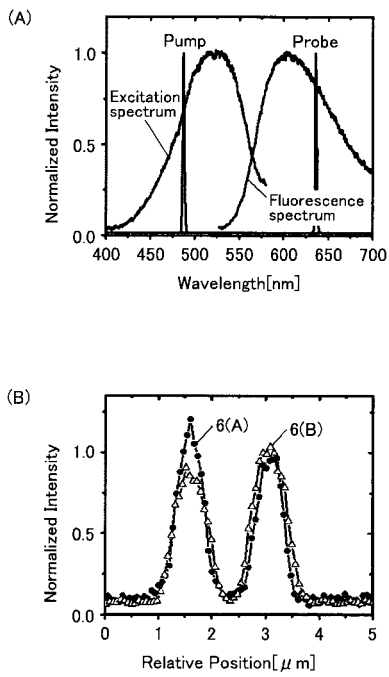 (A)
Pump
Probe
Excitation
spectrum
Fluorescence
spectrum
Normalized Intensity
1.0
0.5
0.0
400 450 500 550 600 650 700
Wavelength[nm]
(B)
6(A)
6(B)
Normalized Intensity
1.0
0.5
0.0
0 1 2 3 4 5
Relative Position[μm]